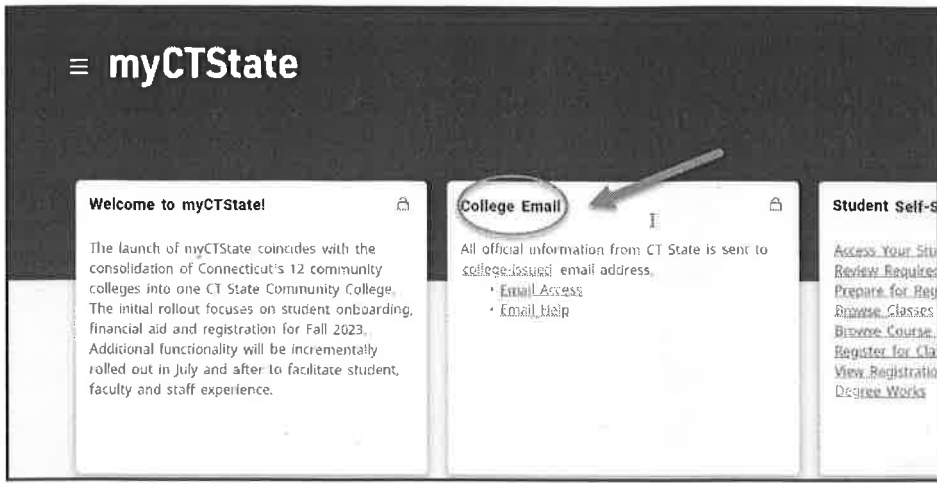 myCTState
Welcome to myCTState!
The launch of myCTState coincides with the
consolidation of Connecticut's 12 community
colleges into one CT State Community College.
The initial rollout focuses on student onboarding,
financial aid and registration for Fall 2023.
Additional functionality will be incrementally
rolled out in July and after to facilitate student,
faculty and staff experience.
College Email
All official information from CT State is sent to
college-issued email address.
• Email Access
• Email Help
Student Self-S
Access Your Stu
Review Required
Prepare for Reg
Browse Classes
Browse Course
Register for Cla
View Registratio
Degree Works